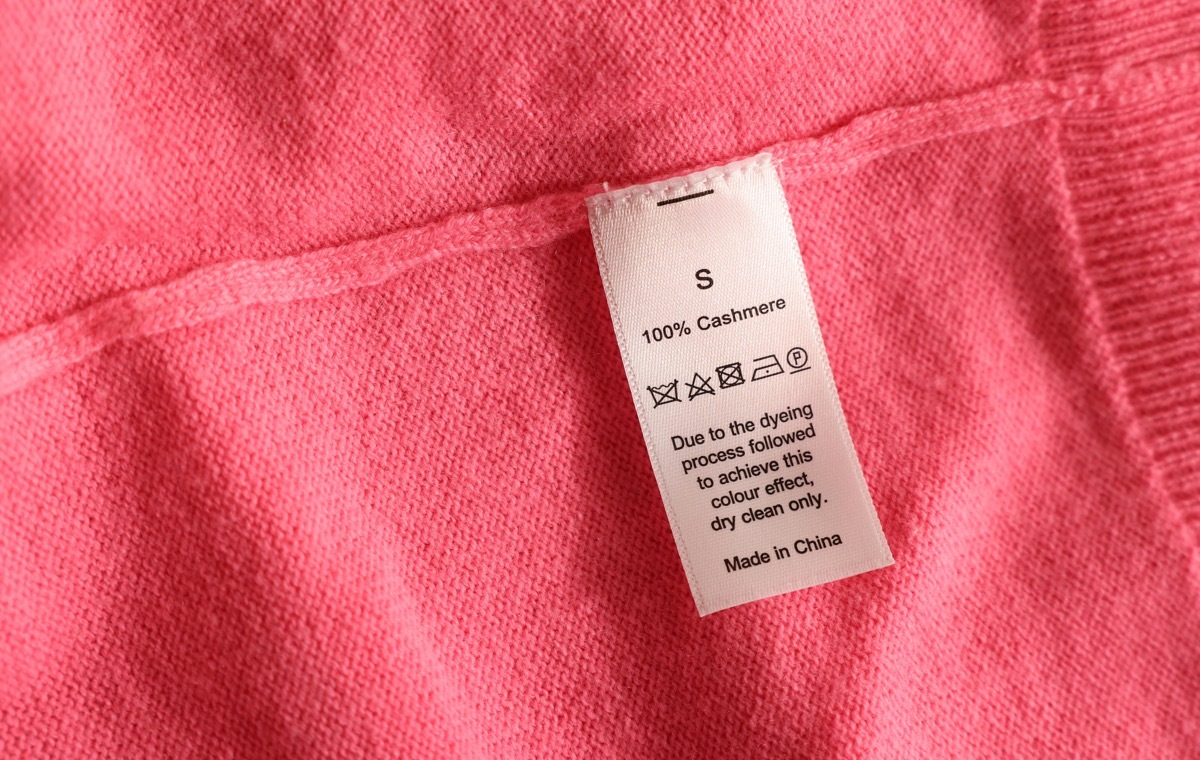 S
100% Cashmere
P
Due to the dyeing
process followed
to achieve this
colour effect,
dry clean only.
Made in China